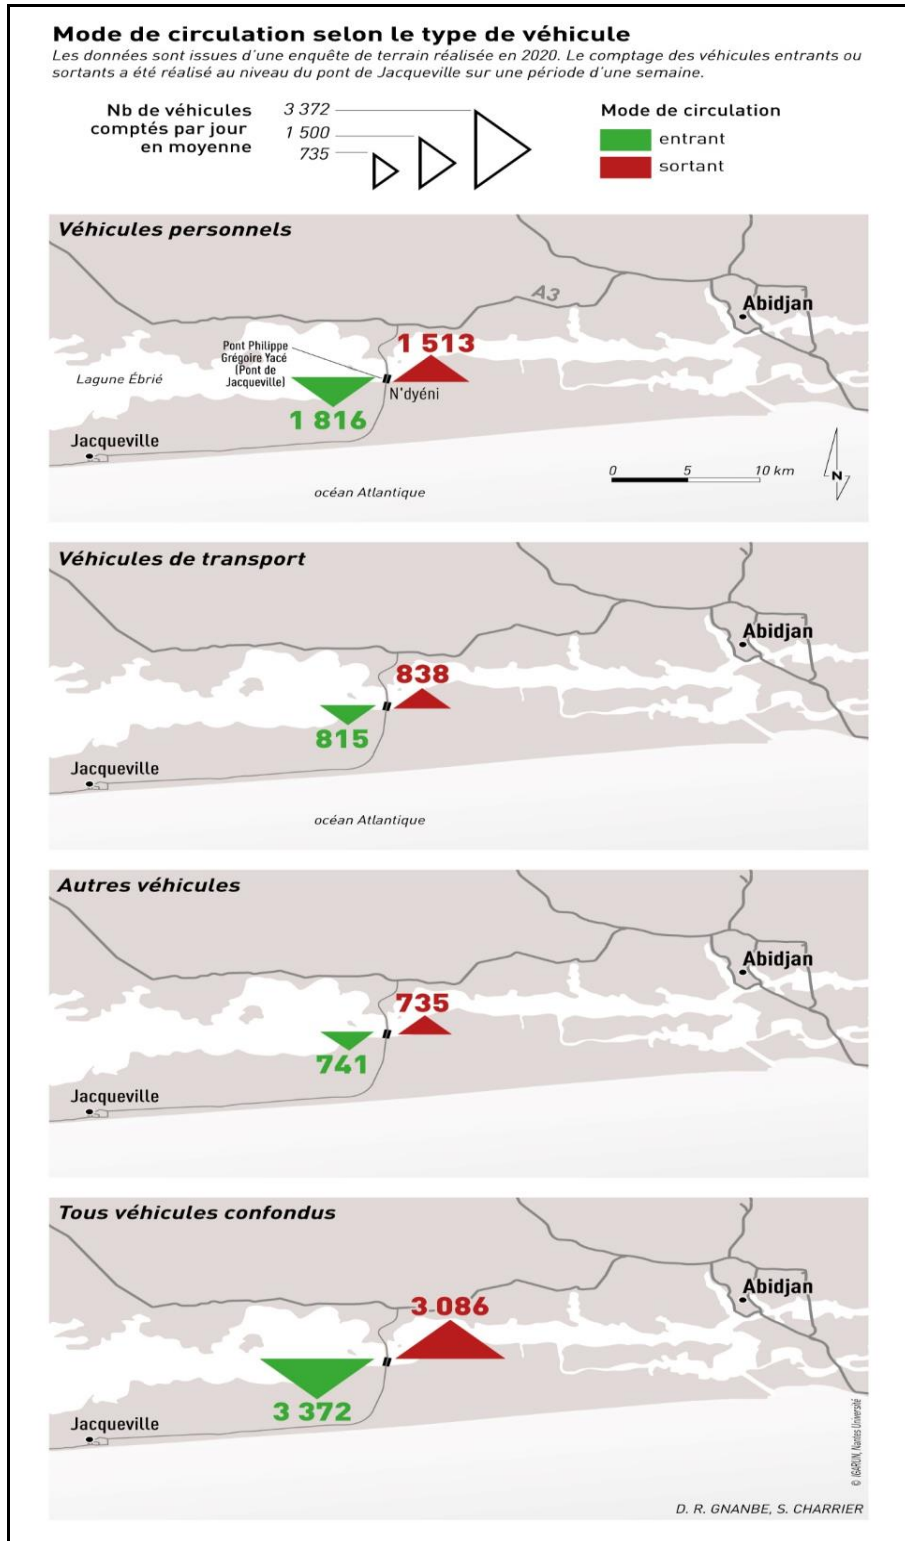 Mode de circulation selon le type de véhicule
Les données sont issues d'une enquête de terrain réalisée en 2020. Le comptage des véhicules entrants ou
sortants a été réalisé au niveau du pont de Jacqueville sur une période d'une semaine.
Nb de véhicules
comptés par jour
en moyenne
3 372
1 500
735
Mode de circulation
entrant
sortant
Véhicules personnels
A3
Abidjan
1 513
Pont Philippe
Grégoire Yacé
(Pont de
Jacqueville)
Lagune Ébrié
N'dyéni
1 816
Jacqueville
0 5 10 km
N
océan Atlantique
Véhicules de transport
Abidjan
838
815
Jacqueville
océan Atlantique
Autres véhicules
Abidjan
735
741
Jacqueville
Tous véhicules confondus
Abidjan
3 086
3 372
Jacqueville
© IGARUN, Nantes Université
D. R. GNANBE, S. CHARRIER